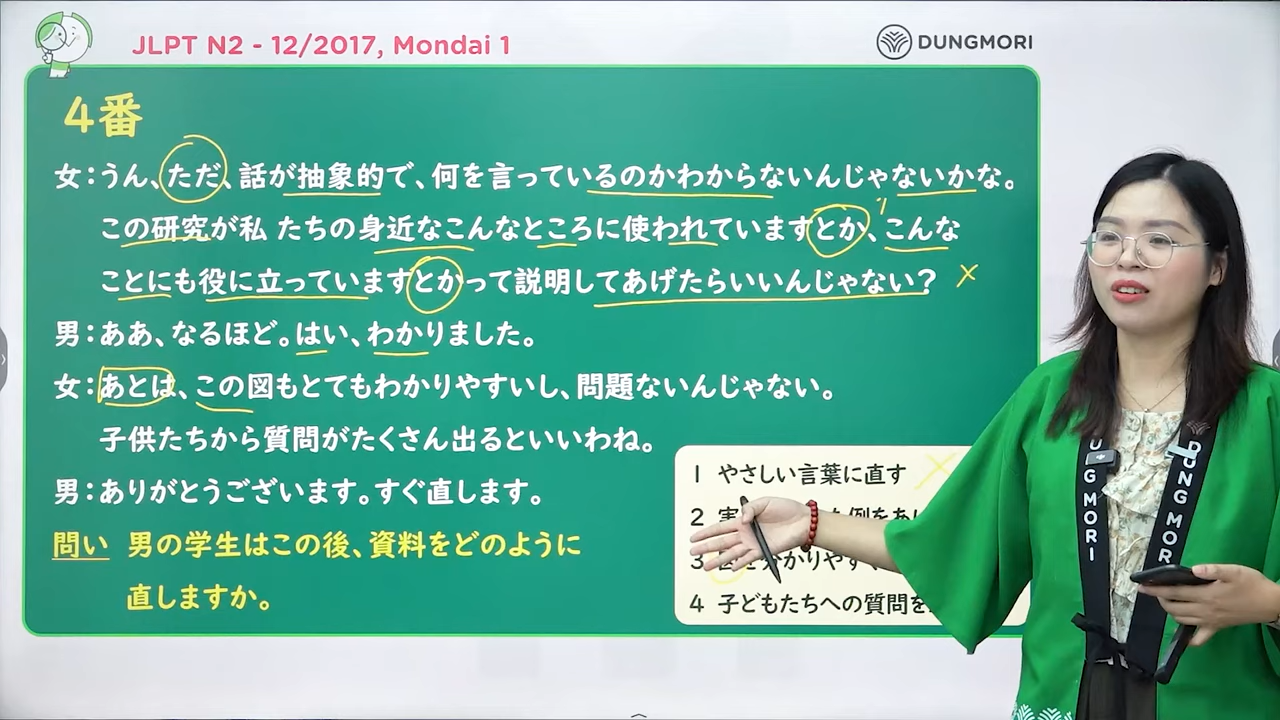 JLPT N2 - 12/2017, Mondai 1
DUNGMORI
4番
女：うん、ただ、話が抽象的で、何を言っているのかわからないんじゃないかな。
この研究が私 たちの身近なこんなところに使われていますとか、こんな
ことにも役に立っていますとかって説明してあげたらいいんじゃない？
男：ああ、なるほど。はい、わかりました。
女：あとは、この図もとてもわかりやすいし、問題ないんじゃない。
子供たちから質問がたくさん出るといいわね。
男：ありがとうございます。すぐ直します。
問い 男の学生はこの後、資料をどのように
直しますか。
1 やさしい言葉に直す
2
3 かりやす
4 子どもたちへの質問を
DUNG MORI